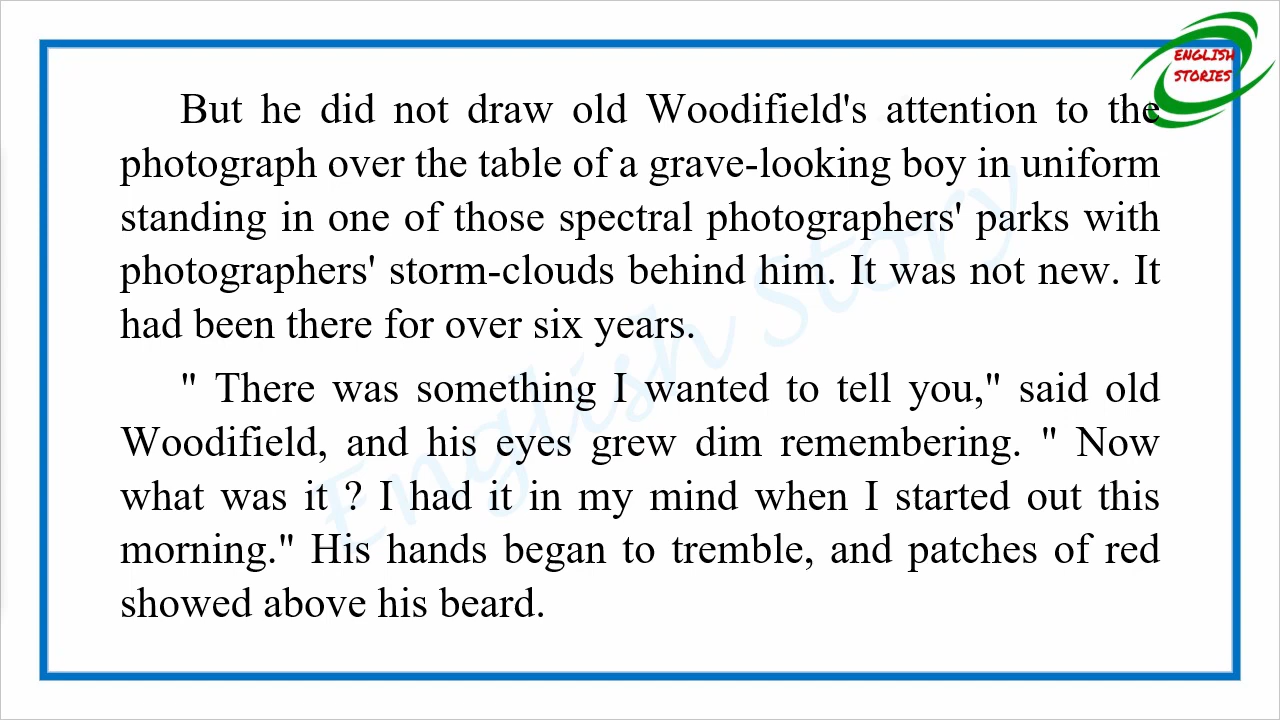 ENGLISH
STORIES
But he did not draw old Woodifield's attention to the
photograph over the table of a grave-looking boy in uniform
standing in one of those spectral photographers' parks with
photographers' storm-clouds behind him. It was not new. It
had been there for over six years.
" There was something I wanted to tell you," said old
Woodifield, and his eyes grew dim remembering. " Now
what was it ? I had it in my mind when I started out this
morning." His hands began to tremble, and patches of red
showed above his beard.
English Story